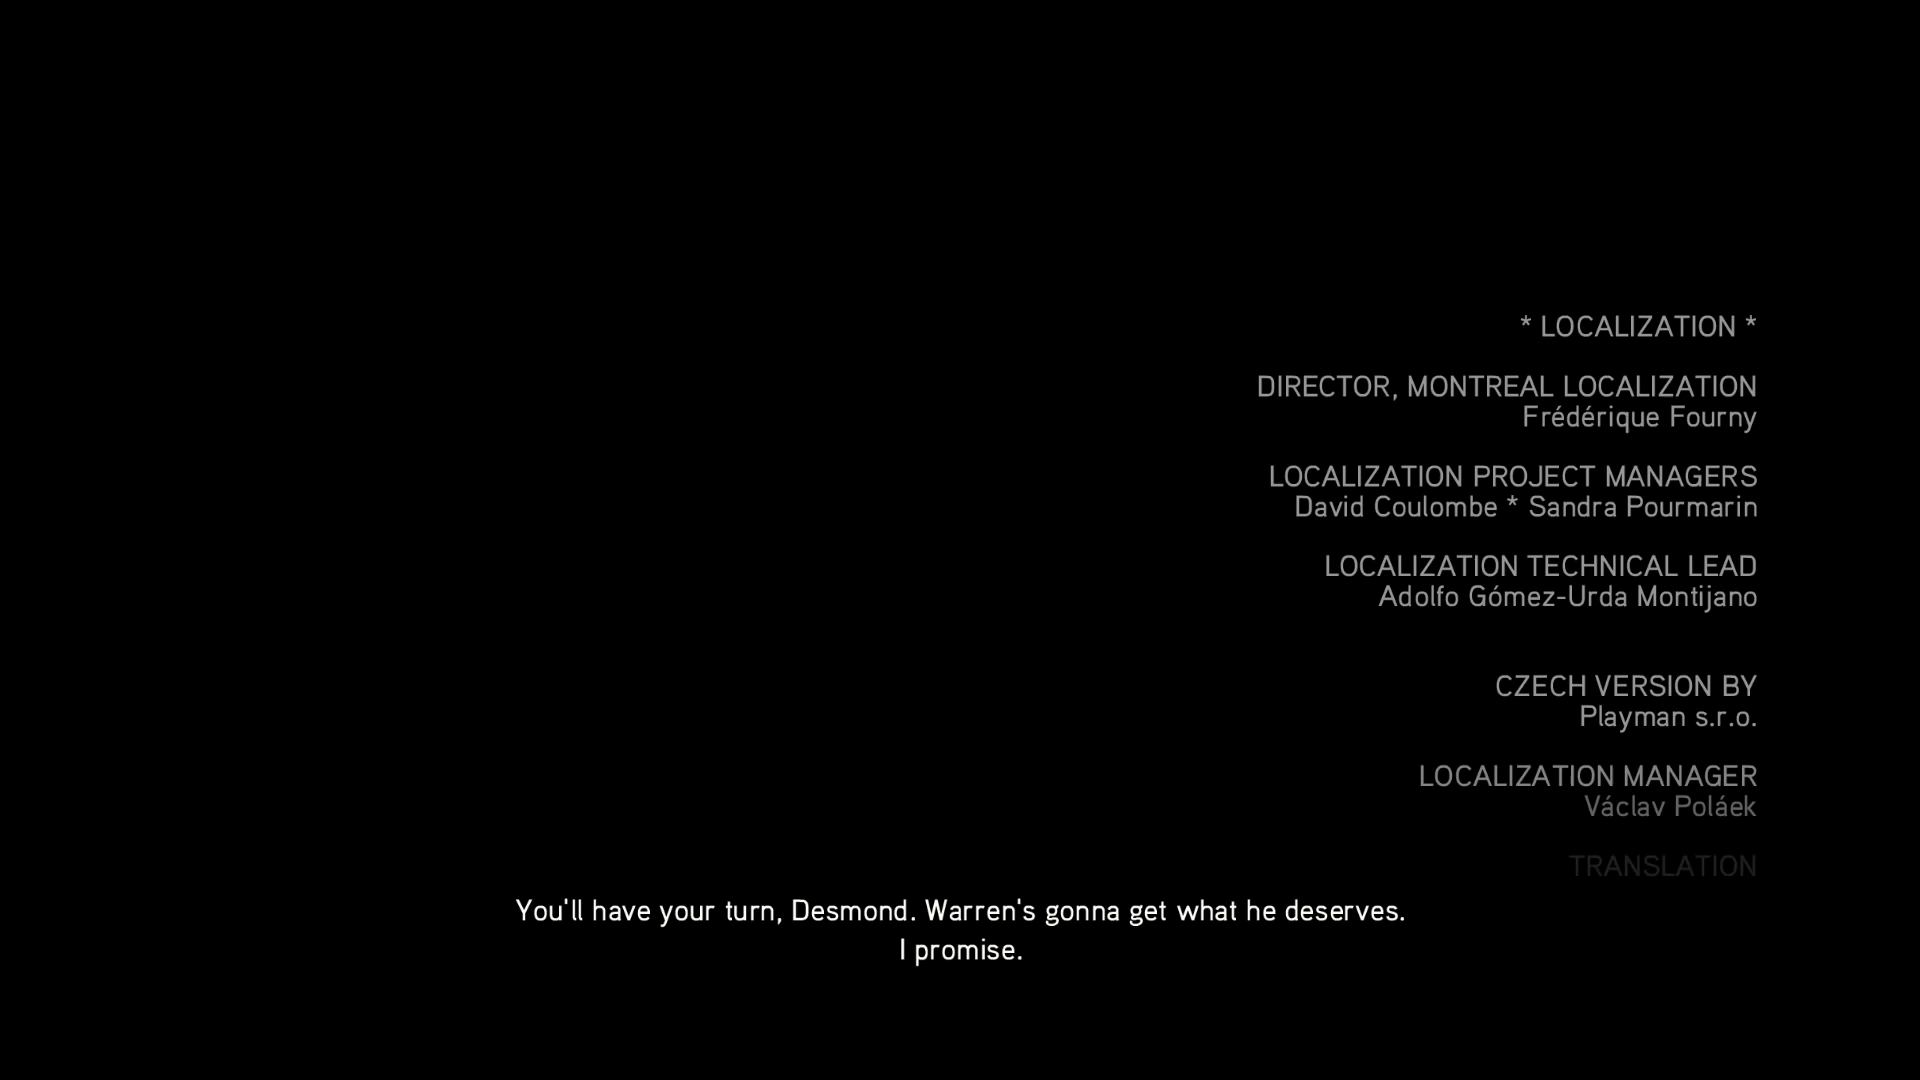 * LOCALIZATION *
DIRECTOR, MONTREAL LOCALIZATION
Frédérique Fourny
LOCALIZATION PROJECT MANAGERS
David Coulombe * Sandra Pourmarin
LOCALIZATION TECHNICAL LEAD
Adolfo Gómez-Urda Montijano
CZECH VERSION BY
Playman s.r.o.
LOCALIZATION MANAGER
Václav Poláek
TRANSLATION
You'll have your turn, Desmond. Warren's gonna get what he deserves.
I promise.